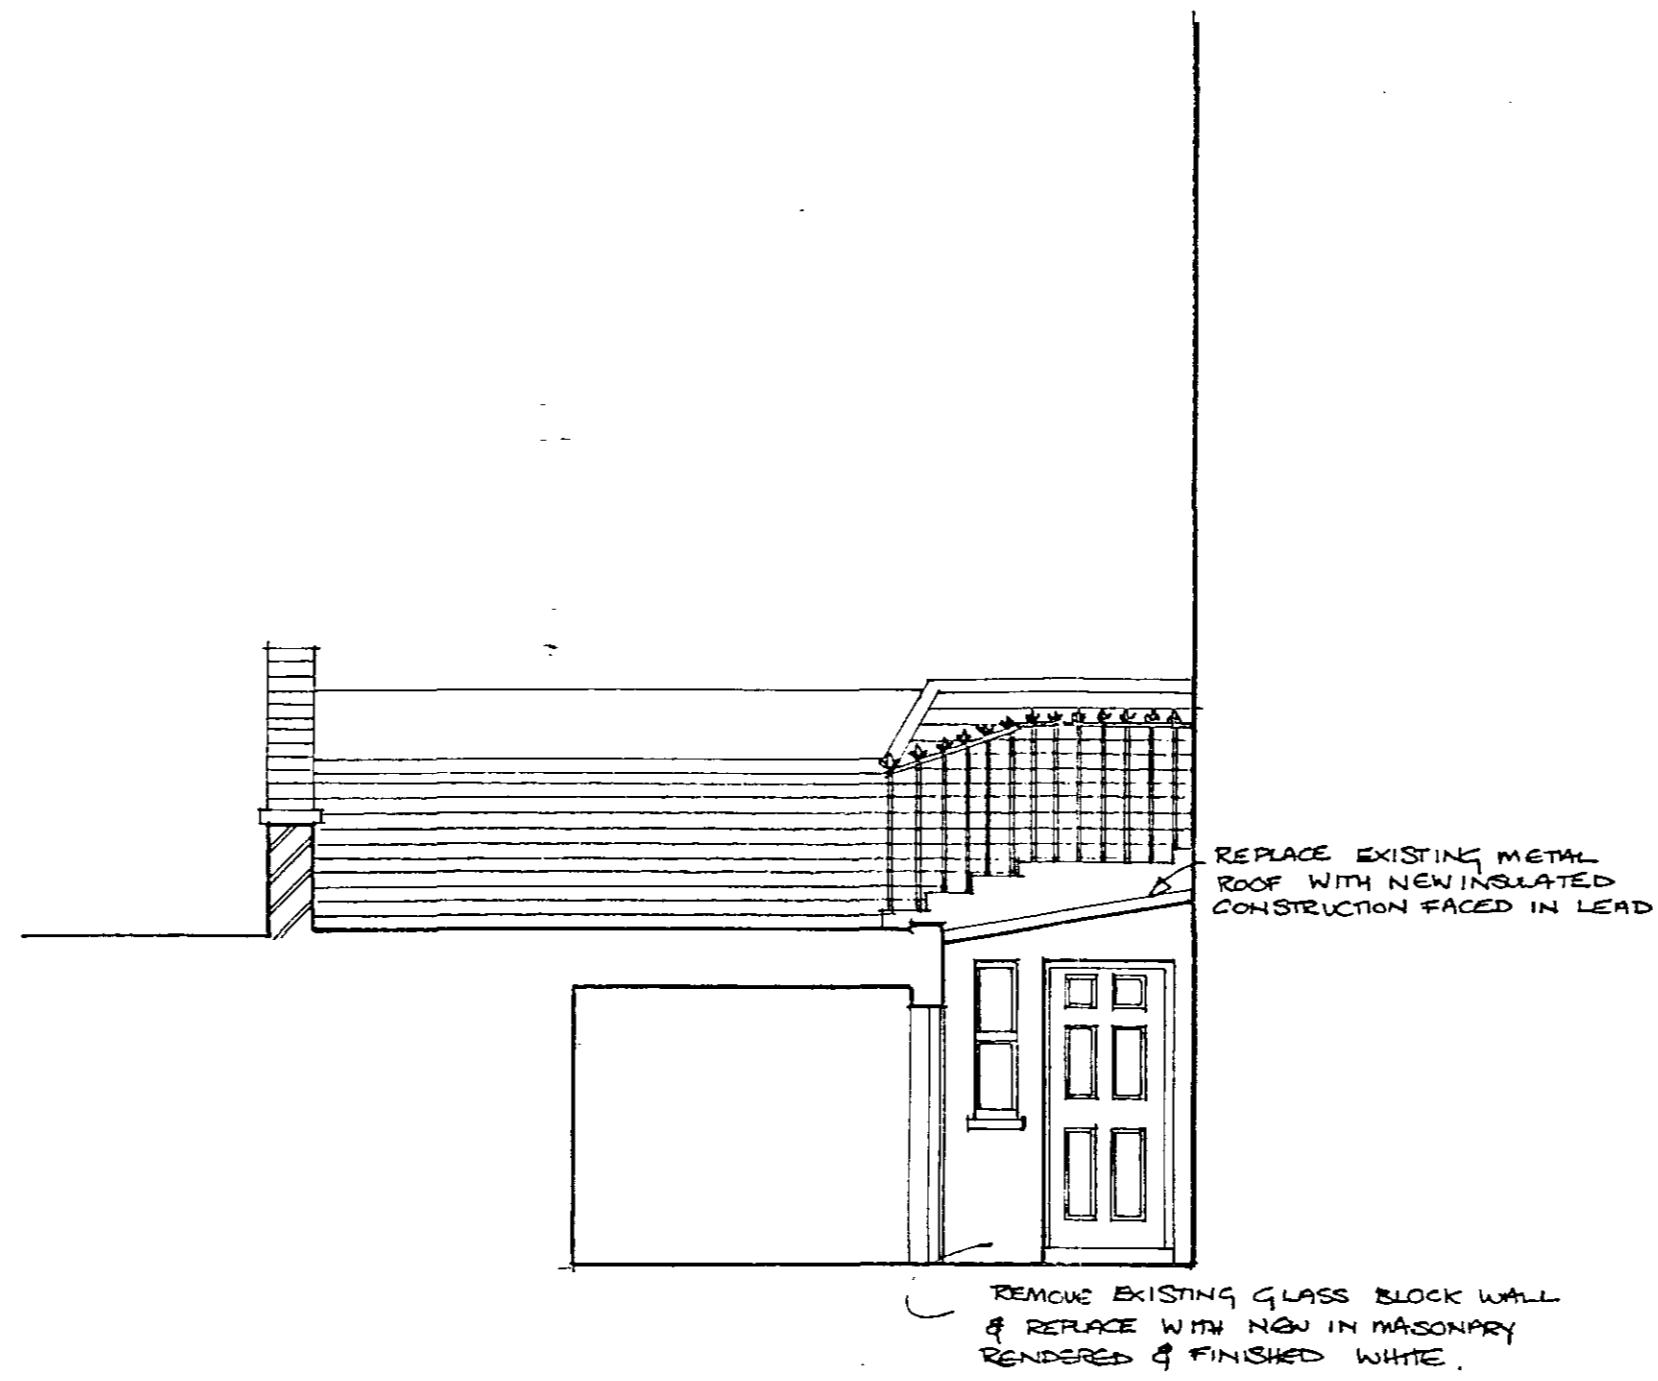 REPLACE EXISTING METAL
ROOF WITH NEW INSULATED
CONSTRUCTION FACED IN LEAD
REMOVE EXISTING GLASS BLOCK WALL
& REPLACE WITH NEW IN MASONARY
RENDERED & FINISHED WHITE.